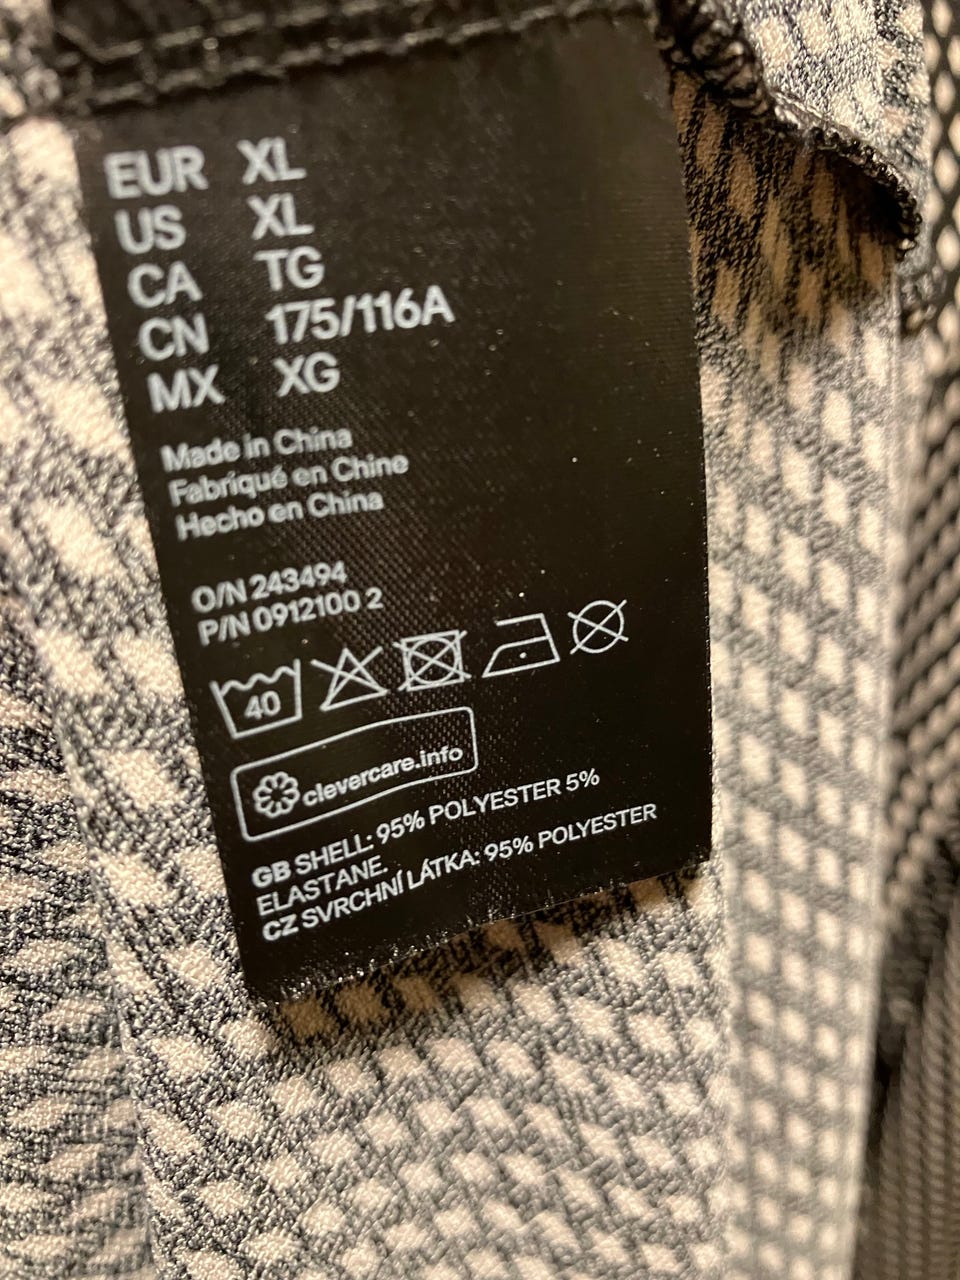 EUR XL
US XL
CA TG
CN 175/116A
MX XG
Made in China
Fabriqué en Chine
Hecho en China
O/N 243494
P/N 0912100 2
40
clevercare.info
GB SHELL: 95% POLYESTER 5%
ELASTANE.
CZ SVRCHNÍ LÁTKA: 95% POLYESTER